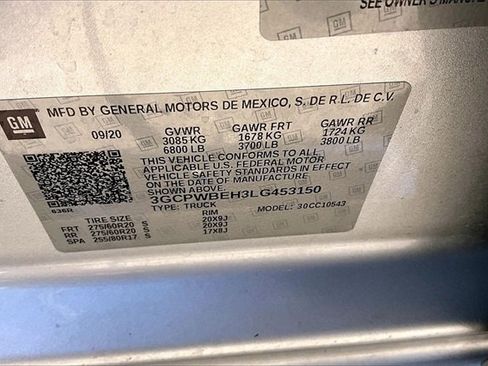 SEE OWNER'S MANUAL
GM
MFD BY GENERAL MOTORS DE MEXICO, S. DE R.L. DE C.V.
09/20 GVWR GAWR FRT GAWR RR
3085 KG 1678 KG 1724 KG
6800 LB 3700 LB 3800 LB
THIS VEHICLE CONFORMS TO ALL
APPLICABLE U.S. FEDERAL MOTOR
VEHICLE SAFETY STANDARDS IN EFFECT
ON THE DATE OF MANUFACTURE
SHOWN ABOVE.
3GCPWBEH3LG453150
TYPE: TRUCK MODEL: 30CC10543
636R
TIRE SIZE RIM
FRT 275/60R20 S 20X9J
RR 275/60R20 S 20X9J
SPA 255/80R17 S 17X8J